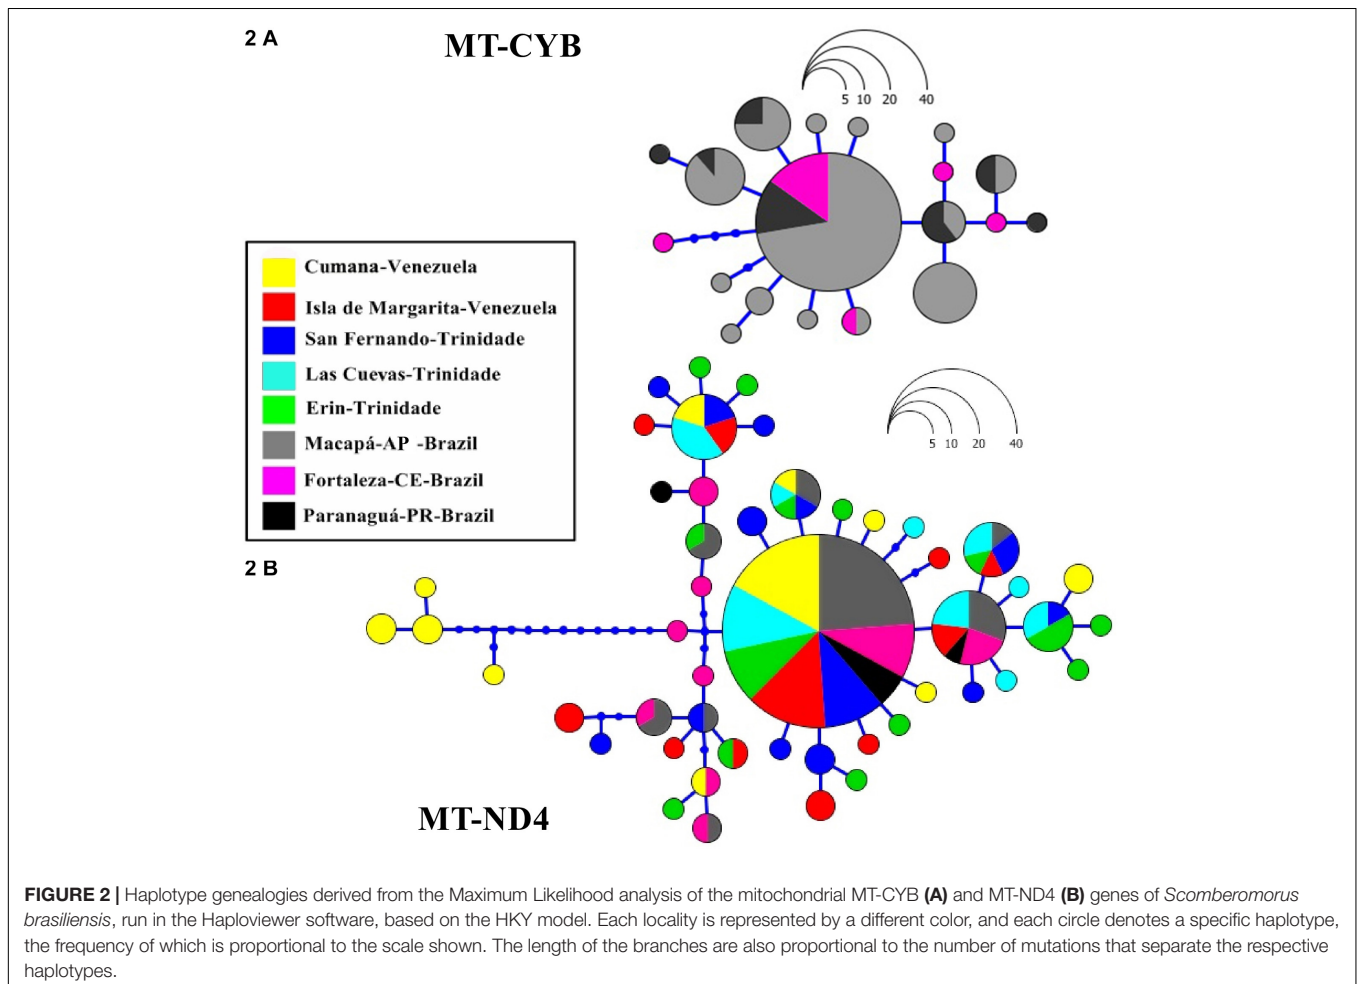 2 A
MT-CYB
5 10 20 40
Cumana-Venezuela
Isla de Margarita-Venezuela
San Fernando-Trinidade
Las Cuevas-Trinidade
Erin-Trinidade
Macapá-AP -Brazil
Fortaleza-CE-Brazil
Paranaguá-PR-Brazil
5 10 20 40
2 B
MT-ND4
FIGURE 2 | Haplotype genealogies derived from the Maximum Likelihood analysis of the mitochondrial MT-CYB (A) and MT-ND4 (B) genes of Scomberomorus
brasiliensis, run in the Haploviewer software, based on the HKY model. Each locality is represented by a different color, and each circle denotes a specific haplotype,
the frequency of which is proportional to the scale shown. The length of the branches are also proportional to the number of mutations that separate the respective
haplotypes.